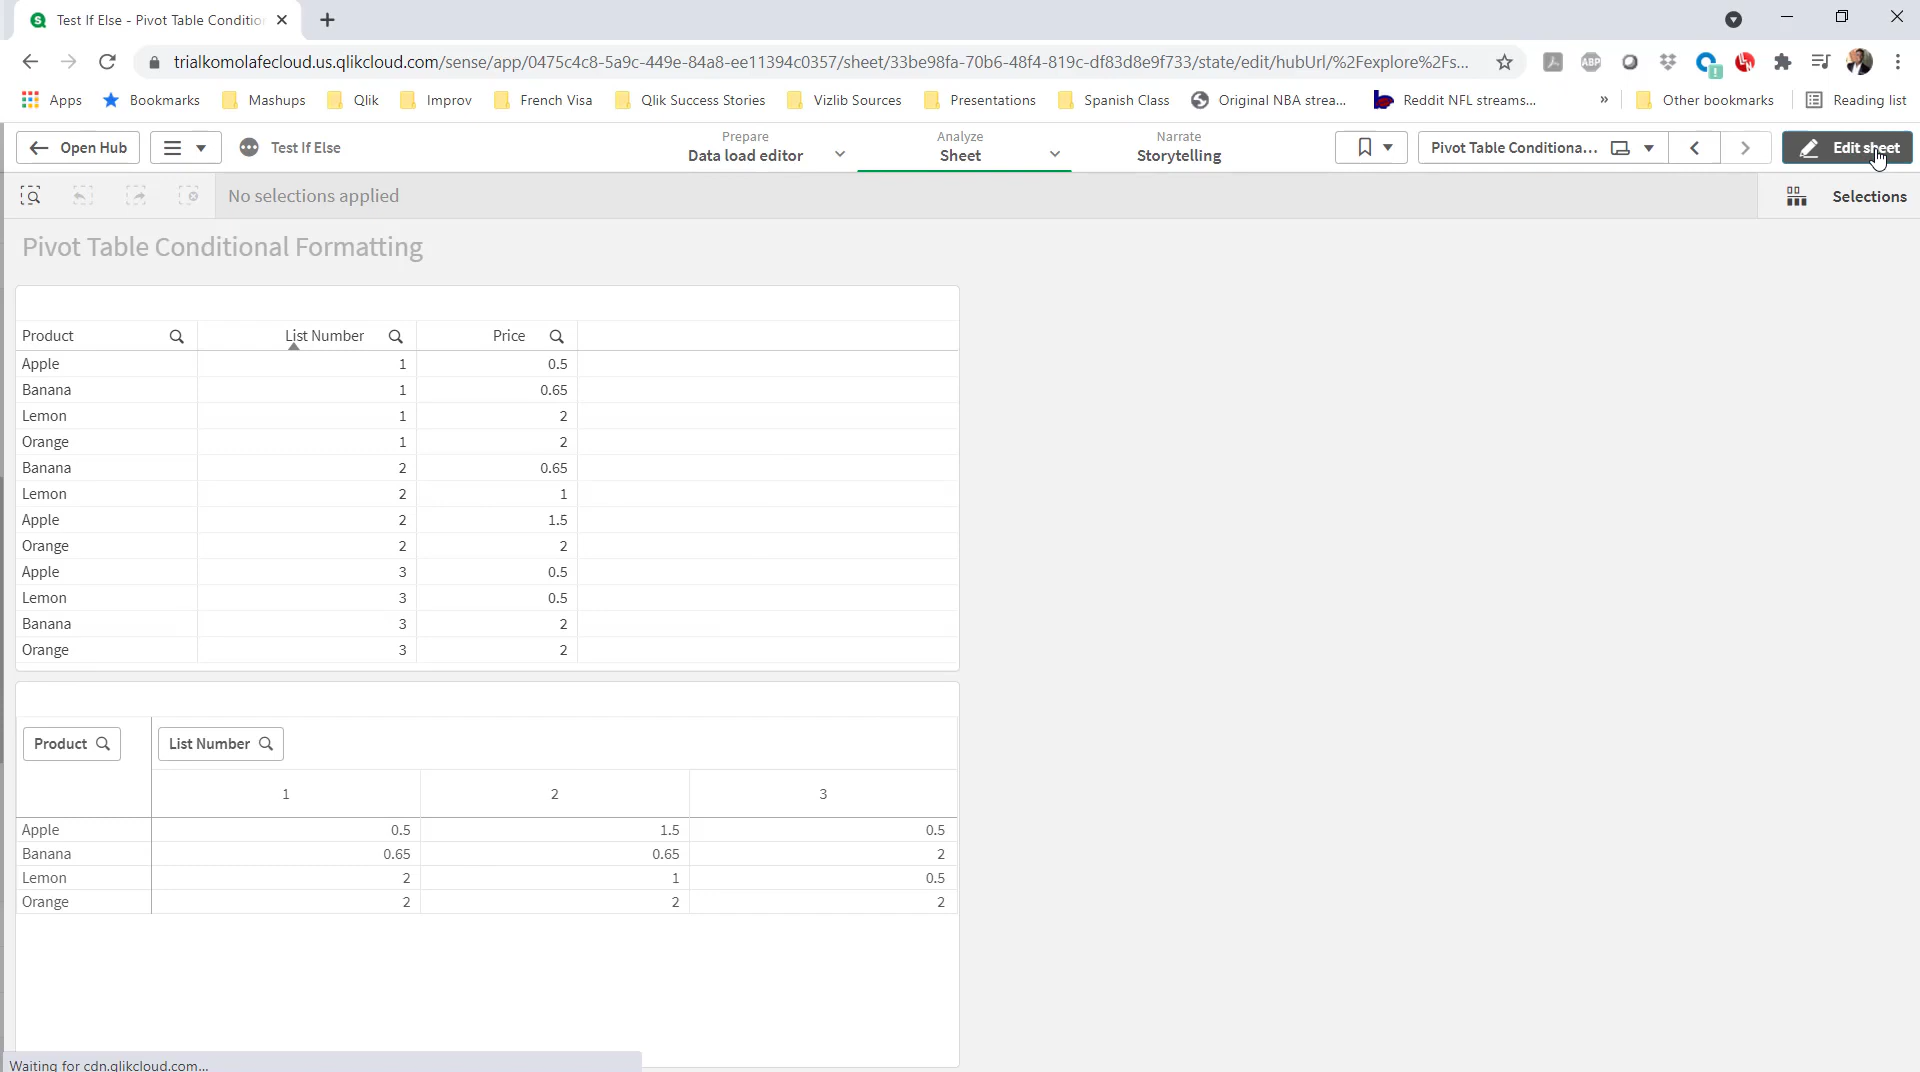 Test If Else - Pivot Table Conditio
trialkomolafecloud.us.qlikcloud.com/sense/app/0475c4c8-5a9c-449e-84a8-ee11394c0357/sheet/33be98fa-70b6-48f4-819c-df83d8e9f733/state/edit/hubUrl/%2Fexplore%2Fs...
ABP
Apps Bookmarks Mashups Qlik Improv French Visa Qlik Success Stories Vizlib Sources Presentations Spanish Class Original NBA strea... Reddit NFL streams... » Other bookmarks Reading list
Open Hub Test If Else Prepare Data load editor Analyze Sheet Narrate Storytelling Pivot Table Conditiona... Edit sheet
No selections applied Selections
Pivot Table Conditional Formatting
Product List Number Price
Apple 1 0.5
Banana 1 0.65
Lemon 1 2
Orange 1 2
Banana 2 0.65
Lemon 2 1
Apple 2 1.5
Orange 2 2
Apple 3 0.5
Lemon 3 0.5
Banana 3 2
Orange 3 2
Product List Number
1 2 3
Apple 0.5 1.5 0.5
Banana 0.65 0.65 2
Lemon 2 1 0.5
Orange 2 2 2
Waiting for cdn.qlikcloud.com...